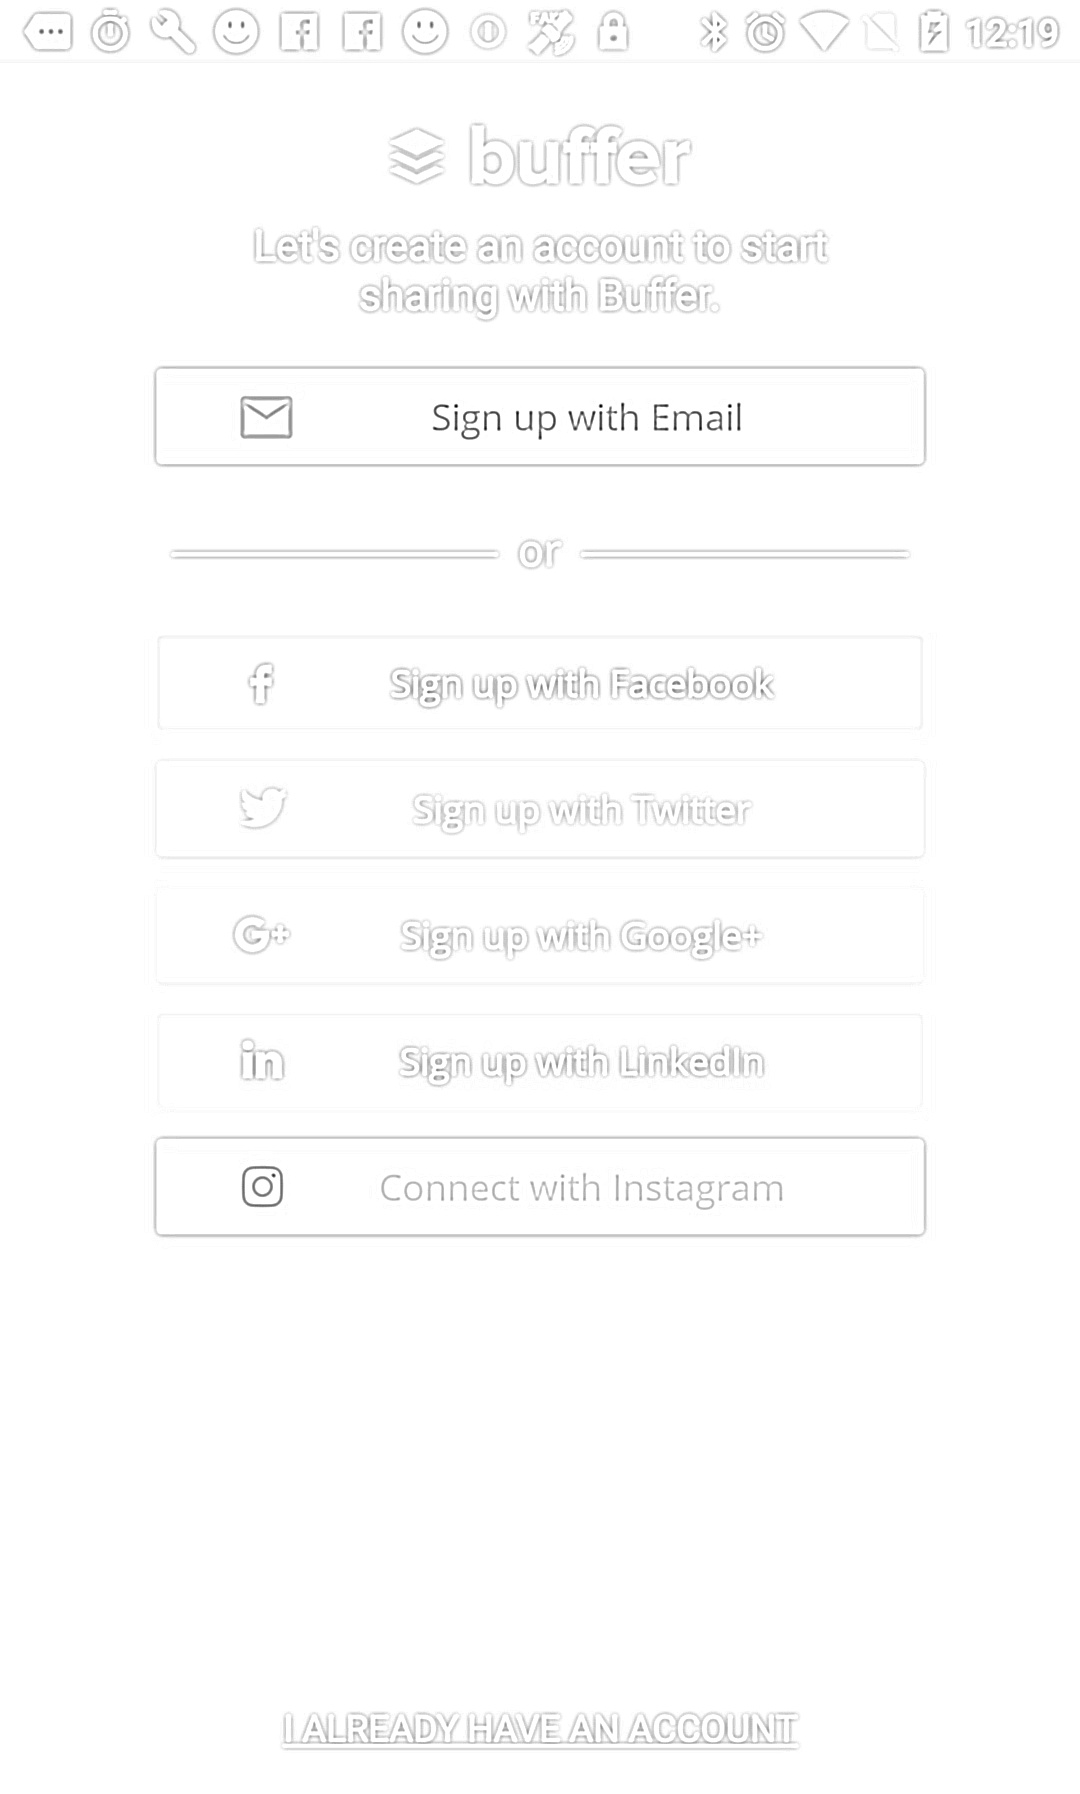 12:19
buffer
Let's create an account to start
sharing with Buffer.
Sign up with Email
or
Sign up with Facebook
Sign up with Twitter
Sign up with Google+
Sign up with LinkedIn
Connect with Instagram
I ALREADY HAVE AN ACCOUNT